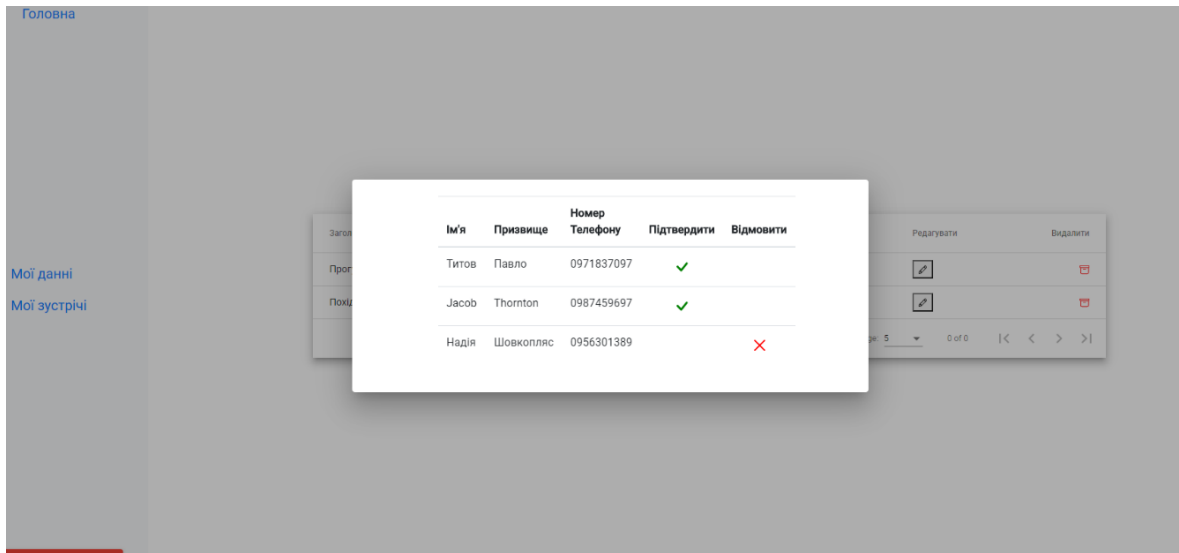 Головна
Мої данні
Мої зустрічі
Редагувати Видалити
Номер
Ім'я Призвище Телефону Підтвердити Відмовити
Титов Павло 0971837097
Jacob Thornton 0987459697
Надія Шовкопляс 0956301389
5 0 of 0